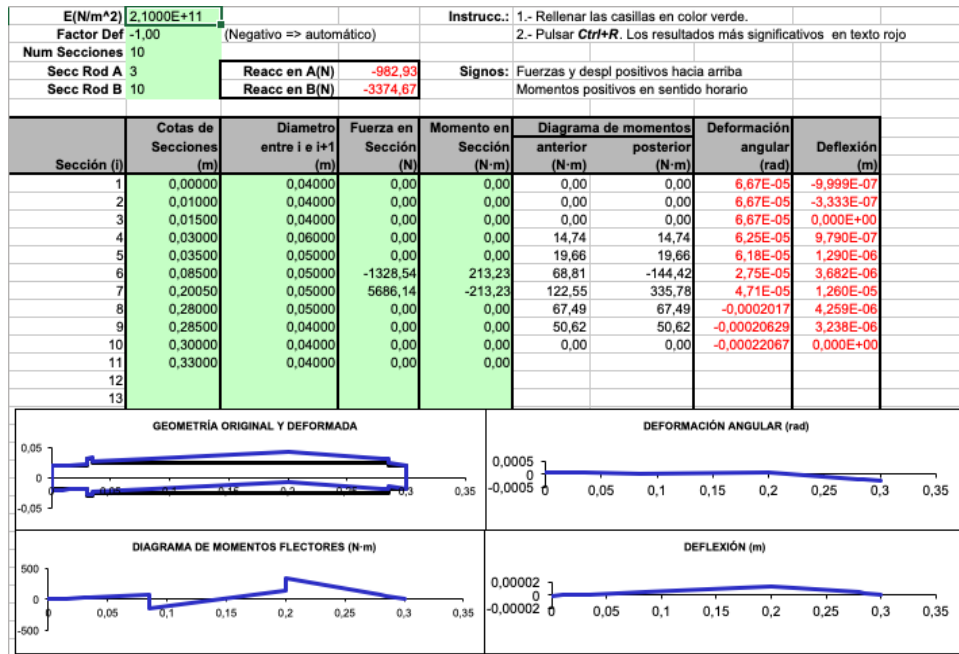 E(N/m^2) 2,1000E+11 Instrucc.: 1.- Rellenar las casillas en color verde.
Factor Def -1,00 (Negativo => automático) 2.- Pulsar Ctrl+R. Los resultados más significativos en texto rojo
Num Secciones 10
Secc Rod A 3 Reacc en A(N) -982,93 Signos: Fuerzas y despl positivos hacia arriba
Secc Rod B 10 Reacc en B(N) -3374,67 Momentos positivos en sentido horario
Cotas de Diametro Fuerza en Momento en Diagrama de momentos Deformación
Secciones entre i e i+1 Sección Sección anterior posterior angular Deflexión
Sección (i) (m) (m) (N) (N·m) (N·m) (N·m) (rad) (m)
1 0,00000 0,04000 0,00 0,00 0,00 0,00 6,67E-05 -9,999E-07
2 0,01000 0,04000 0,00 0,00 0,00 0,00 6,67E-05 -3,333E-07
3 0,01500 0,04000 0,00 0,00 0,00 0,00 6,67E-05 0,000E+00
4 0,03000 0,06000 0,00 0,00 14,74 14,74 6,25E-05 9,790E-07
5 0,03500 0,05000 0,00 0,00 19,66 19,66 6,18E-05 1,290E-06
6 0,08500 0,05000 -1328,54 213,23 68,81 -144,42 2,75E-05 3,682E-06
7 0,20050 0,05000 5686,14 -213,23 122,55 335,78 4,71E-05 1,260E-05
8 0,28000 0,05000 0,00 0,00 67,49 67,49 -0,0002017 4,259E-06
9 0,28500 0,04000 0,00 0,00 50,62 50,62 -0,00020629 3,238E-06
10 0,30000 0,04000 0,00 0,00 0,00 0,00 -0,00022067 0,000E+00
11 0,33000 0,04000 0,00 0,00
12
13
GEOMETRÍA ORIGINAL Y DEFORMADA
0,05
0
-0,05
0 0,05 0,1 0,15 0,2 0,25 0,3 0,35
DEFORMACIÓN ANGULAR (rad)
0,0005
0
-0,0005
0 0,05 0,1 0,15 0,2 0,25 0,3 0,35
DIAGRAMA DE MOMENTOS FLECTORES (N·m)
500
0
-500
0 0,05 0,1 0,15 0,2 0,25 0,3 0,35
DEFLEXIÓN (m)
0,00002
0
-0,00002
0 0,05 0,1 0,15 0,2 0,25 0,3 0,35